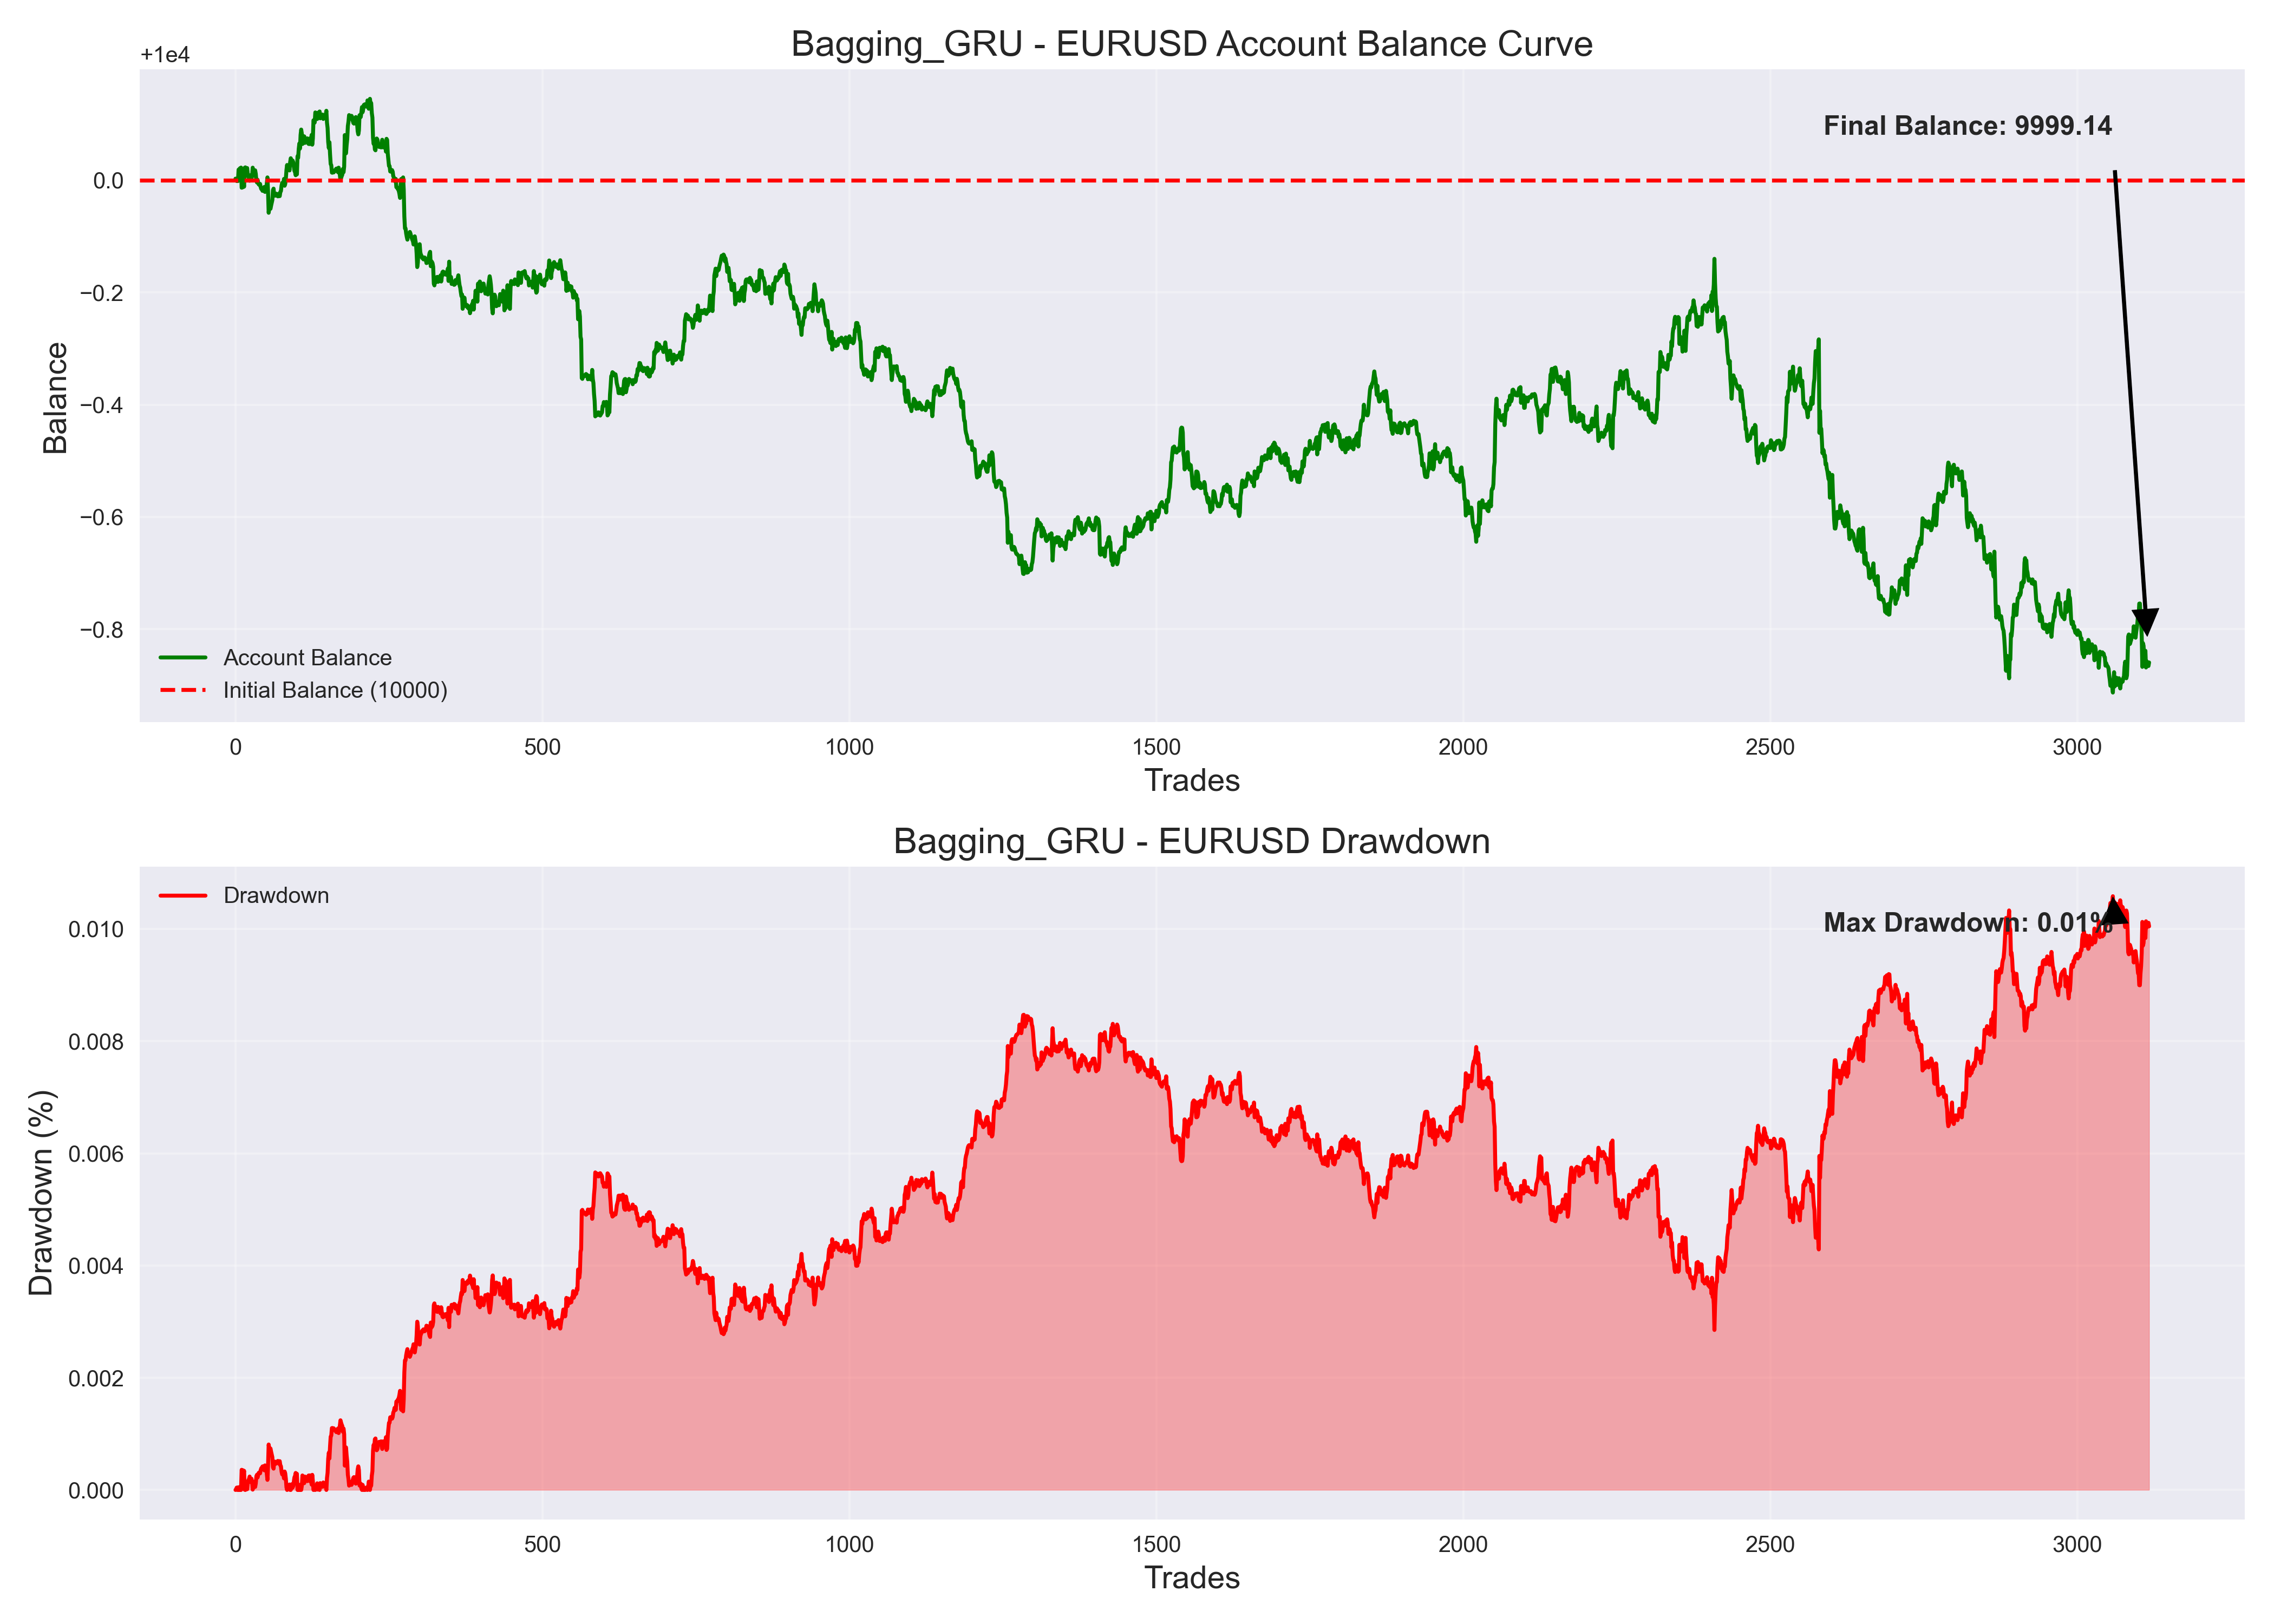 Bagging_GRU - EURUSD Account Balance Curve
+1e4
Final Balance: 9999.14
0.0
−0.2
−0.4
−0.6
−0.8
Balance
Account Balance
Initial Balance (10000)
0 500 1000 1500 2000 2500 3000
Trades
Bagging_GRU - EURUSD Drawdown
Drawdown
Max Drawdown: 0.01%
0.010
0.008
0.006
0.004
0.002
0.000
Drawdown (%)
0 500 1000 1500 2000 2500 3000
Trades